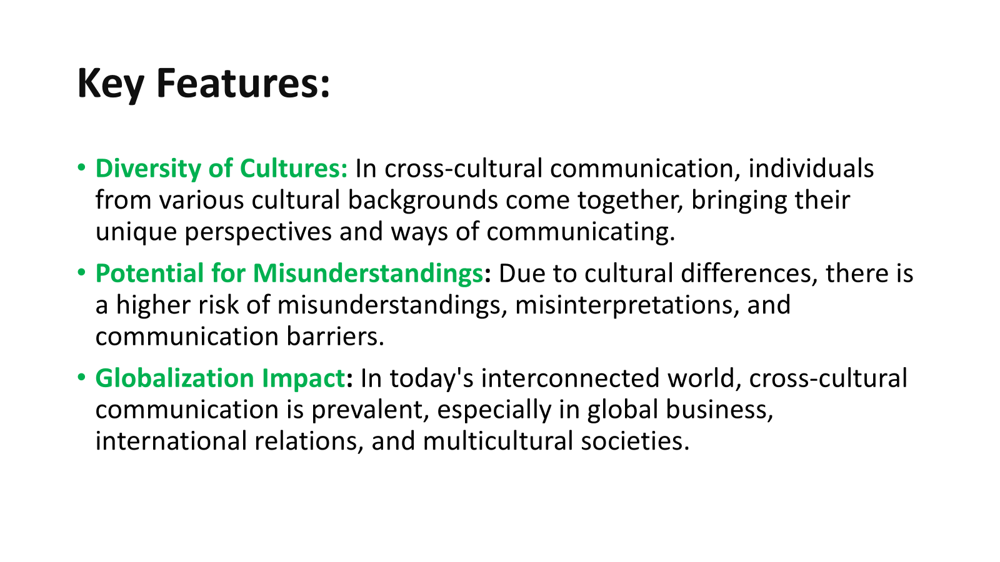 Key Features:
• Diversity of Cultures: In cross-cultural communication, individuals
from various cultural backgrounds come together, bringing their
unique perspectives and ways of communicating.
• Potential for Misunderstandings: Due to cultural differences, there is
a higher risk of misunderstandings, misinterpretations, and
communication barriers.
• Globalization Impact: In today's interconnected world, cross-cultural
communication is prevalent, especially in global business,
international relations, and multicultural societies.